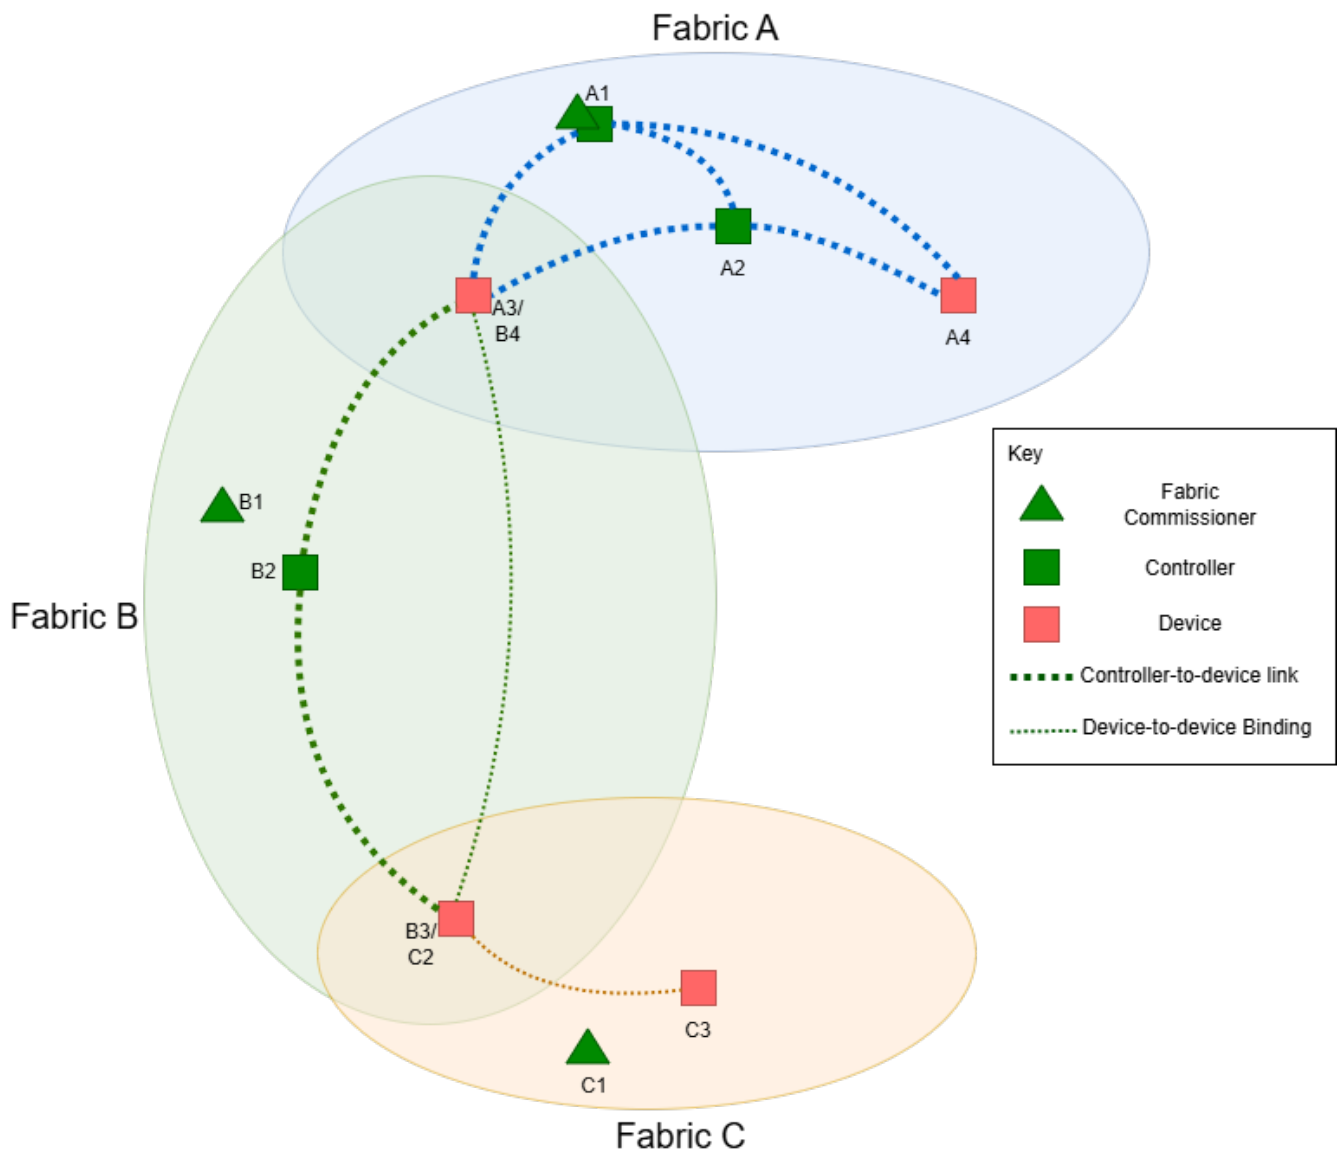 Fabric A
A1
A2
A3/
B4
A4
Key
Fabric
Commissioner
Controller
Device
Controller-to-device link
Device-to-device Binding
B1
B2
Fabric B
B3/
C2
C3
C1
Fabric C